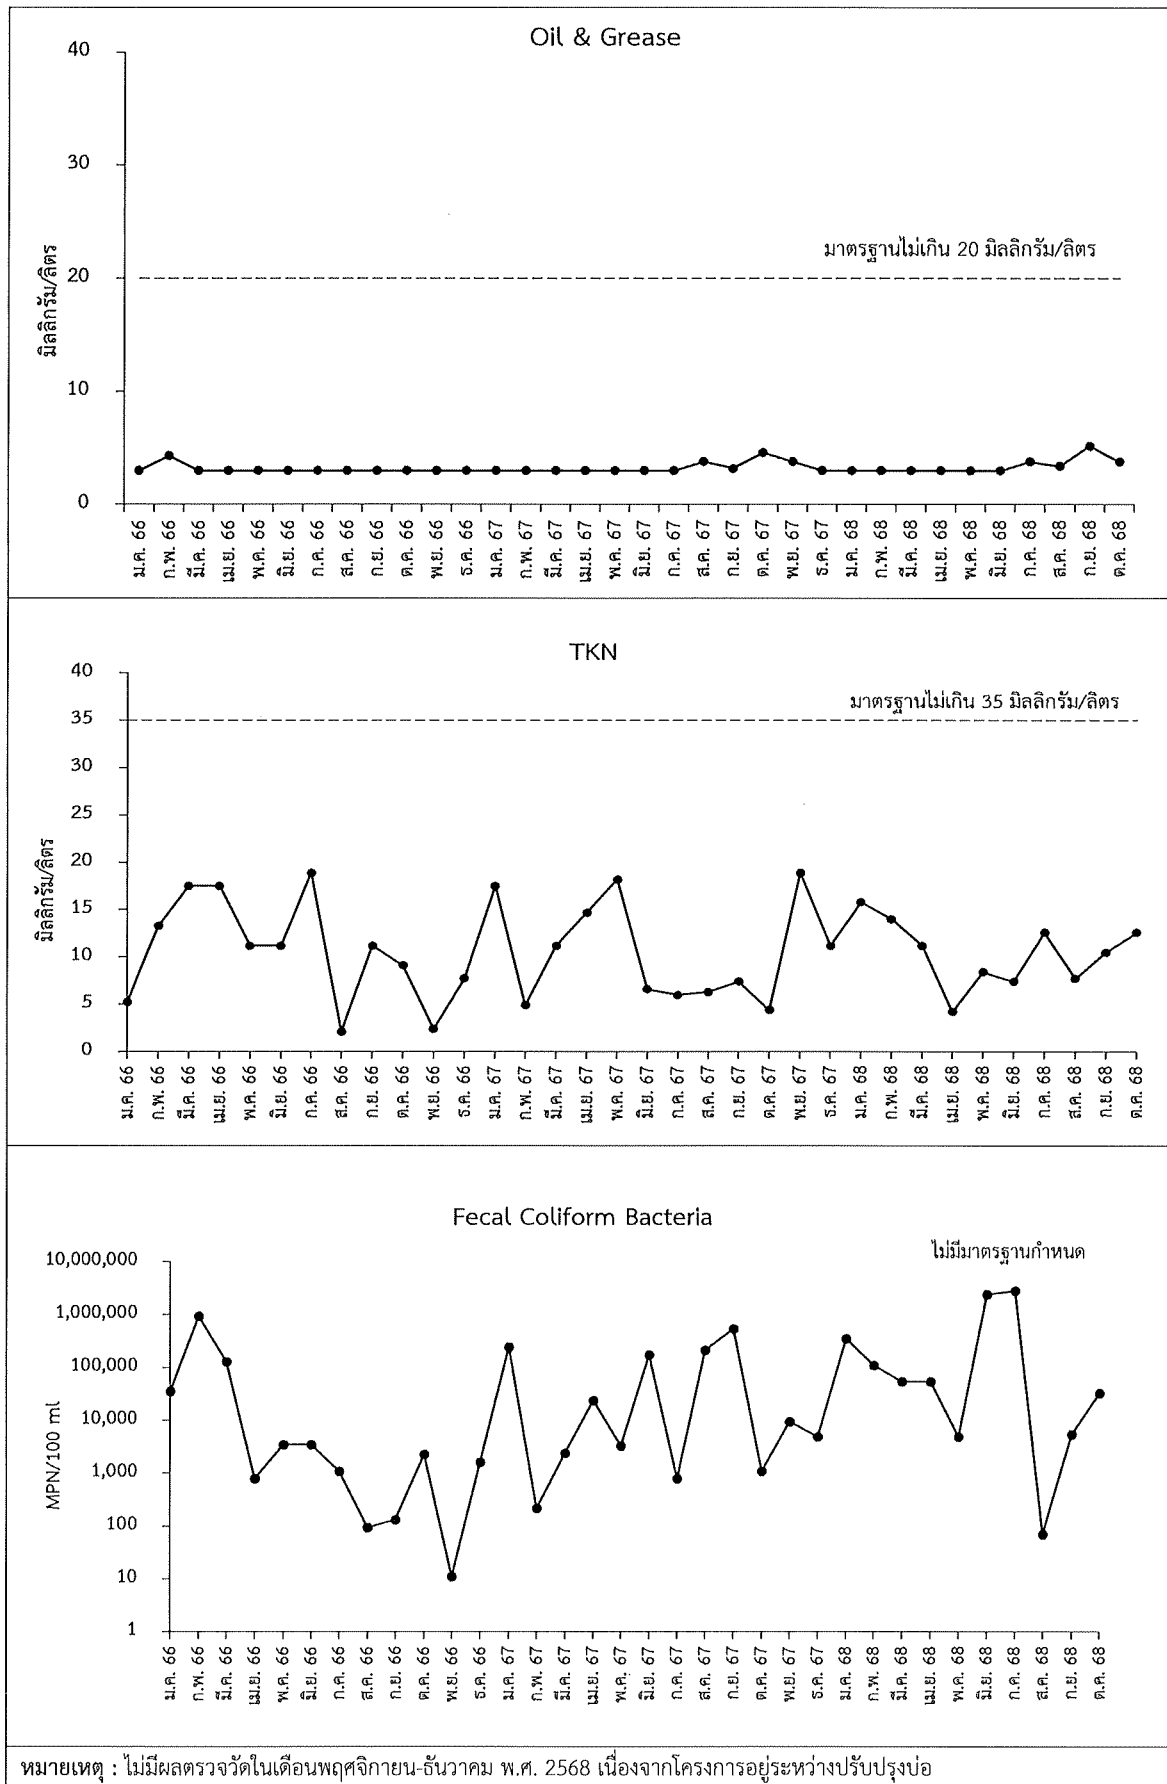 Oil & Grease
40
30
20
10
0
มิลลิกรัม/ลิตร
มาตรฐานไม่เกิน 20 มิลลิกรัม/ลิตร
ม.ค. 66 ก.พ. 66 มี.ค. 66 เม.ย. 66 พ.ค. 66 มิ.ย. 66 ก.ค. 66 ส.ค. 66 ก.ย. 66 ต.ค. 66 พ.ย. 66 ธ.ค. 66 ม.ค. 67 ก.พ. 67 มี.ค. 67 เม.ย. 67 พ.ค. 67 มิ.ย. 67 ก.ค. 67 ส.ค. 67 ก.ย. 67 ต.ค. 67 พ.ย. 67 ธ.ค. 67 ม.ค. 68 ก.พ. 68 มี.ค. 68 เม.ย. 68 พ.ค. 68 มิ.ย. 68 ก.ค. 68 ส.ค. 68 ก.ย. 68 ต.ค. 68
TKN
40
35
30
25
20
15
10
5
0
มิลลิกรัม/ลิตร
มาตรฐานไม่เกิน 35 มิลลิกรัม/ลิตร
ม.ค. 66 ก.พ. 66 มี.ค. 66 เม.ย. 66 พ.ค. 66 มิ.ย. 66 ก.ค. 66 ส.ค. 66 ก.ย. 66 ต.ค. 66 พ.ย. 66 ธ.ค. 66 ม.ค. 67 ก.พ. 67 มี.ค. 67 เม.ย. 67 พ.ค. 67 มิ.ย. 67 ก.ค. 67 ส.ค. 67 ก.ย. 67 ต.ค. 67 พ.ย. 67 ธ.ค. 67 ม.ค. 68 ก.พ. 68 มี.ค. 68 เม.ย. 68 พ.ค. 68 มิ.ย. 68 ก.ค. 68 ส.ค. 68 ก.ย. 68 ต.ค. 68
Fecal Coliform Bacteria
ไม่มีมาตรฐานกำหนด
10,000,000
1,000,000
100,000
10,000
1,000
100
10
1
MPN/100 ml
ม.ค. 66 ก.พ. 66 มี.ค. 66 เม.ย. 66 พ.ค. 66 มิ.ย. 66 ก.ค. 66 ส.ค. 66 ก.ย. 66 ต.ค. 66 พ.ย. 66 ธ.ค. 66 ม.ค. 67 ก.พ. 67 มี.ค. 67 เม.ย. 67 พ.ค. 67 มิ.ย. 67 ก.ค. 67 ส.ค. 67 ก.ย. 67 ต.ค. 67 พ.ย. 67 ธ.ค. 67 ม.ค. 68 ก.พ. 68 มี.ค. 68 เม.ย. 68 พ.ค. 68 มิ.ย. 68 ก.ค. 68 ส.ค. 68 ก.ย. 68 ต.ค. 68
หมายเหตุ : ไม่มีผลตรวจวัดในเดือนพฤศจิกายน-ธันวาคม พ.ศ. 2568 เนื่องจากโครงการอยู่ระหว่างปรับปรุงบ่อ